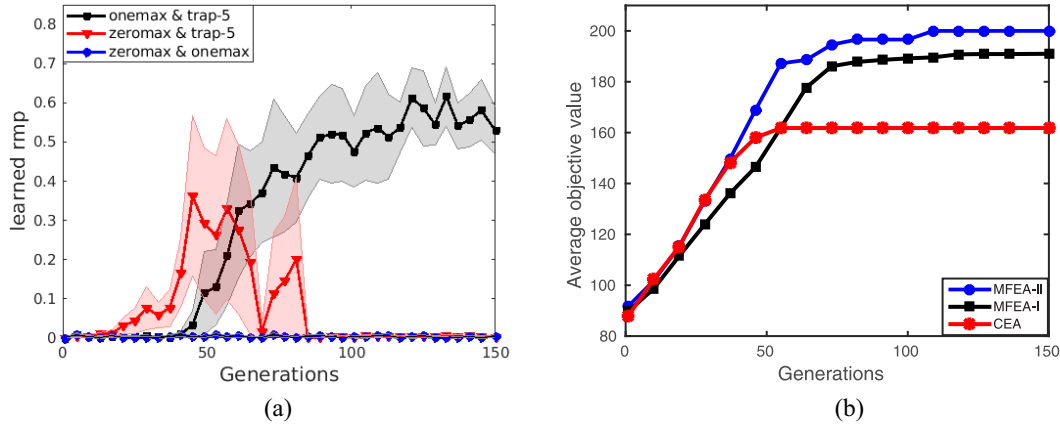 onemax & trap-5
zeromax & trap-5
zeromax & onemax
learned rmp
0.8
0.7
0.6
0.5
0.4
0.3
0.2
0.1
0
0
50
100
150
Generations
(a)
Average objective value
200
180
160
140
120
100
80
0
50
100
150
Generations
MFEA-II
MFEA-I
CEA
(b)